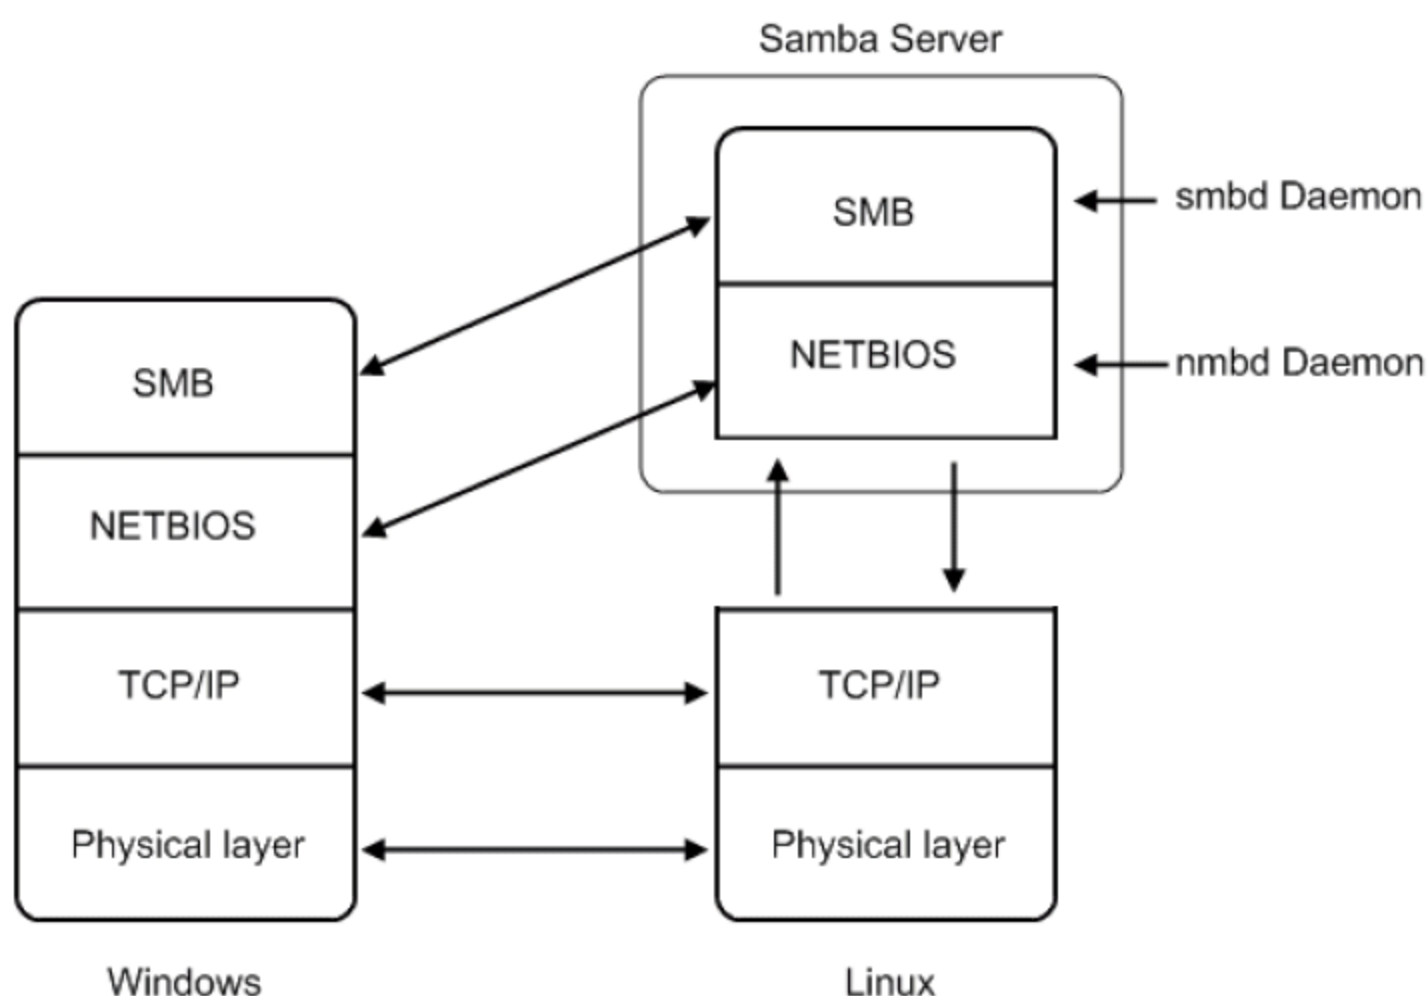 Samba Server
SMB
smbd Daemon
NETBIOS
nmbd Daemon
SMB
NETBIOS
TCP/IP
TCP/IP
Physical layer
Physical layer
Windows
Linux